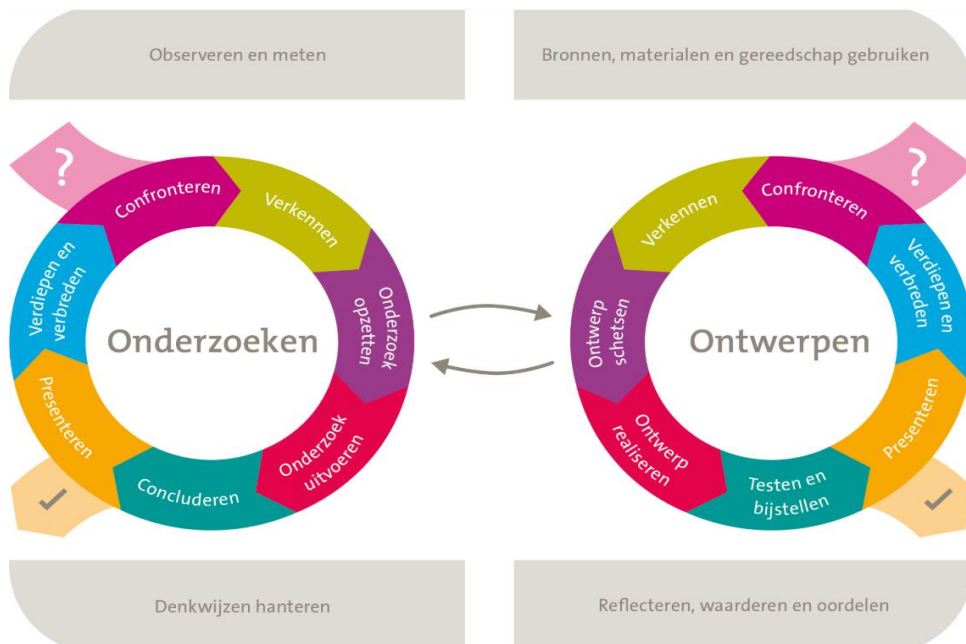 Observeren en meten
Bronnen, materialen en gereedschap gebruiken
?
Confronteren
Verkennen
Onderzoek
opzetten
Onderzoek
uitvoeren
Concluderen
Presenteren
Verdiepen en
verbreden
Onderzoeken
?
Confronteren
Verkennen
Ontwerp
schetsen
Ontwerp
realiseren
Testen en
bijstellen
Presenteren
Verdiepen en
verbreden
Ontwerpen
Denkwijzen hanteren
Reflecteren, waarderen en oordelen